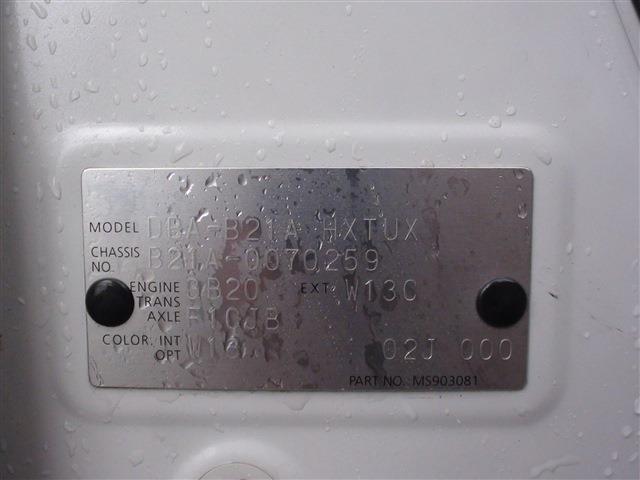 MODEL DBA-B21A HXTUX
CHASSIS NO. B21A-0070259
ENGINE 3B20 EXT W13C
TRANS AXLE F1CJB
COLOR, INT OPT 02J 000
PART NO. MS903081